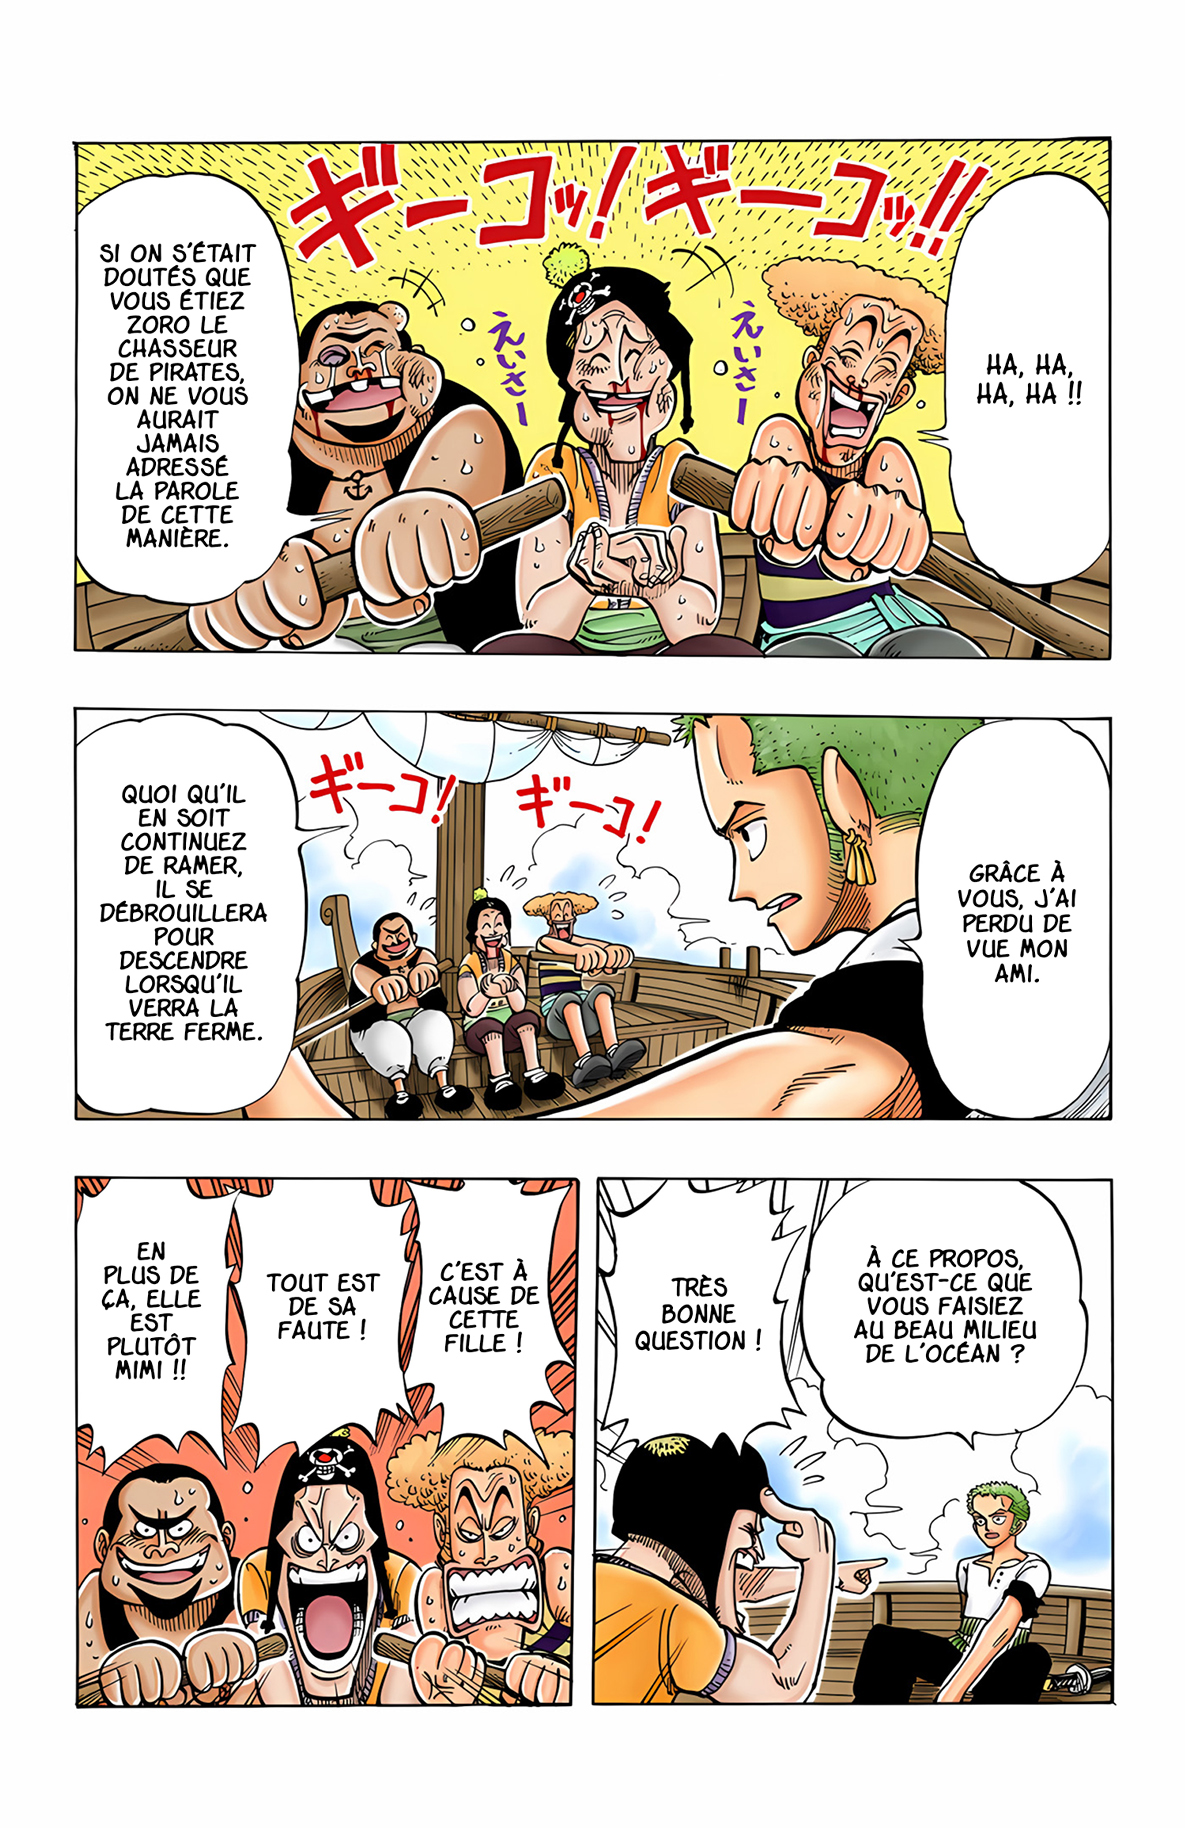 ギーコッ! ギーコッ!!
HA, HA,
HA, HA !!
えいさー
えいさー
SI ON S'ÉTAIT
DOUTÉS QUE
VOUS ÉTIEZ
ZORO LE
CHASSEUR
DE PIRATES,
ON NE VOUS
AURAIT
JAMAIS
ADRESSÉ
LA PAROLE
DE CETTE
MANIÈRE.
GRÂCE À
VOUS, J'AI
PERDU DE
VUE MON
AMI.
ギーコ!
ギーコ!
QUOI QU'IL
EN SOIT
CONTINUEZ
DE RAMER,
IL SE
DÉBROUILLERA
POUR
DESCENDRE
LORSQU'IL
VERRA LA
TERRE FERME.
À CE PROPOS,
QU'EST-CE QUE
VOUS FAISIEZ
AU BEAU MILIEU
DE L'OCÉAN ?
TRÈS
BONNE
QUESTION !
C'EST À
CAUSE DE
CETTE
FILLE !
TOUT EST
DE SA
FAUTE !
EN
PLUS DE
ÇA, ELLE
EST
PLUTÔT
MIMI !!